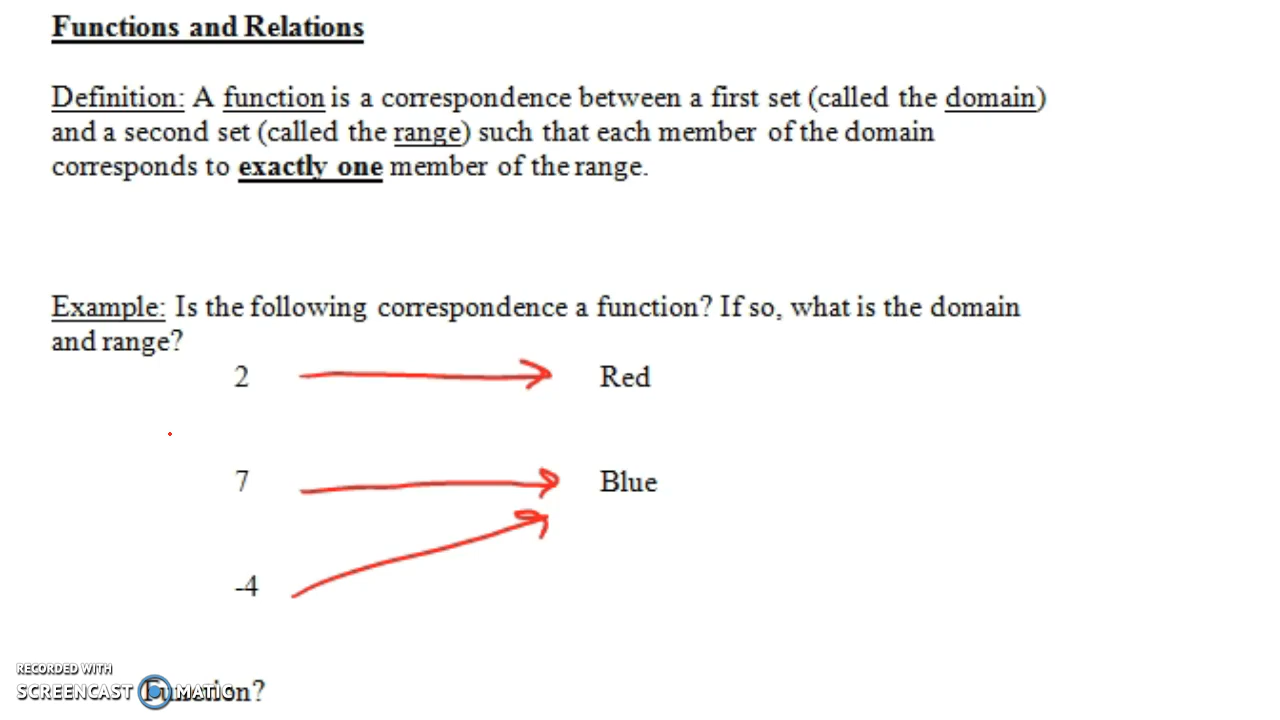 Functions and Relations
Definition: A function is a correspondence between a first set (called the domain)
and a second set (called the range) such that each member of the domain
corresponds to exactly one member of the range.
Example: Is the following correspondence a function? If so, what is the domain
and range?
2 Red
7 Blue
-4
RECORDED WITH
SCREENCAST MATIC
Function?